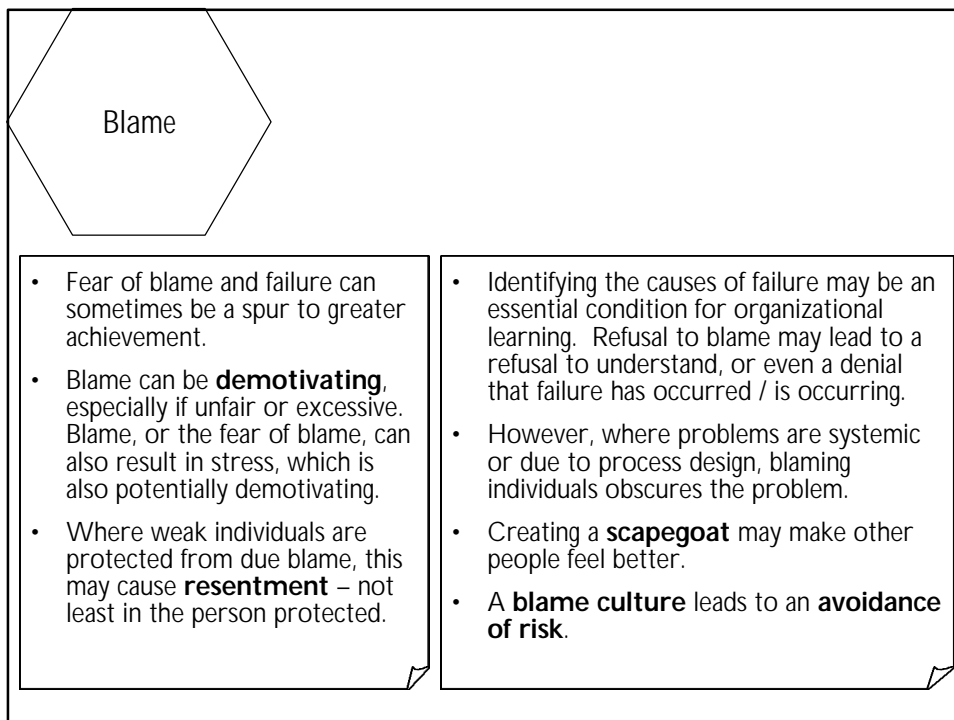 Blame
• Fear of blame and failure can
sometimes be a spur to greater
achievement.
• Blame can be demotivating,
especially if unfair or excessive.
Blame, or the fear of blame, can
also result in stress, which is
also potentially demotivating.
• Where weak individuals are
protected from due blame, this
may cause resentment – not
least in the person protected.
• Identifying the causes of failure may be an
essential condition for organizational
learning.  Refusal to blame may lead to a
refusal to understand, or even a denial
that failure has occurred / is occurring.
• However, where problems are systemic
or due to process design, blaming
individuals obscures the problem.
• Creating a scapegoat may make other
people feel better.
• A blame culture leads to an avoidance
of risk.